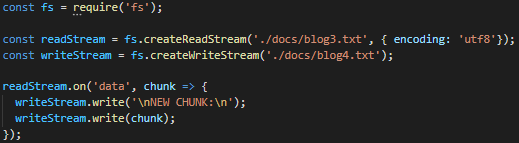 const fs = require('fs');
const readStream = fs.createReadStream('./docs/blog3.txt', { encoding: 'utf8'});
const writeStream = fs.createWriteStream('./docs/blog4.txt');
readStream.on('data', chunk => {
  writeStream.write('\nNEW CHUNK:\n');
  writeStream.write(chunk);
});